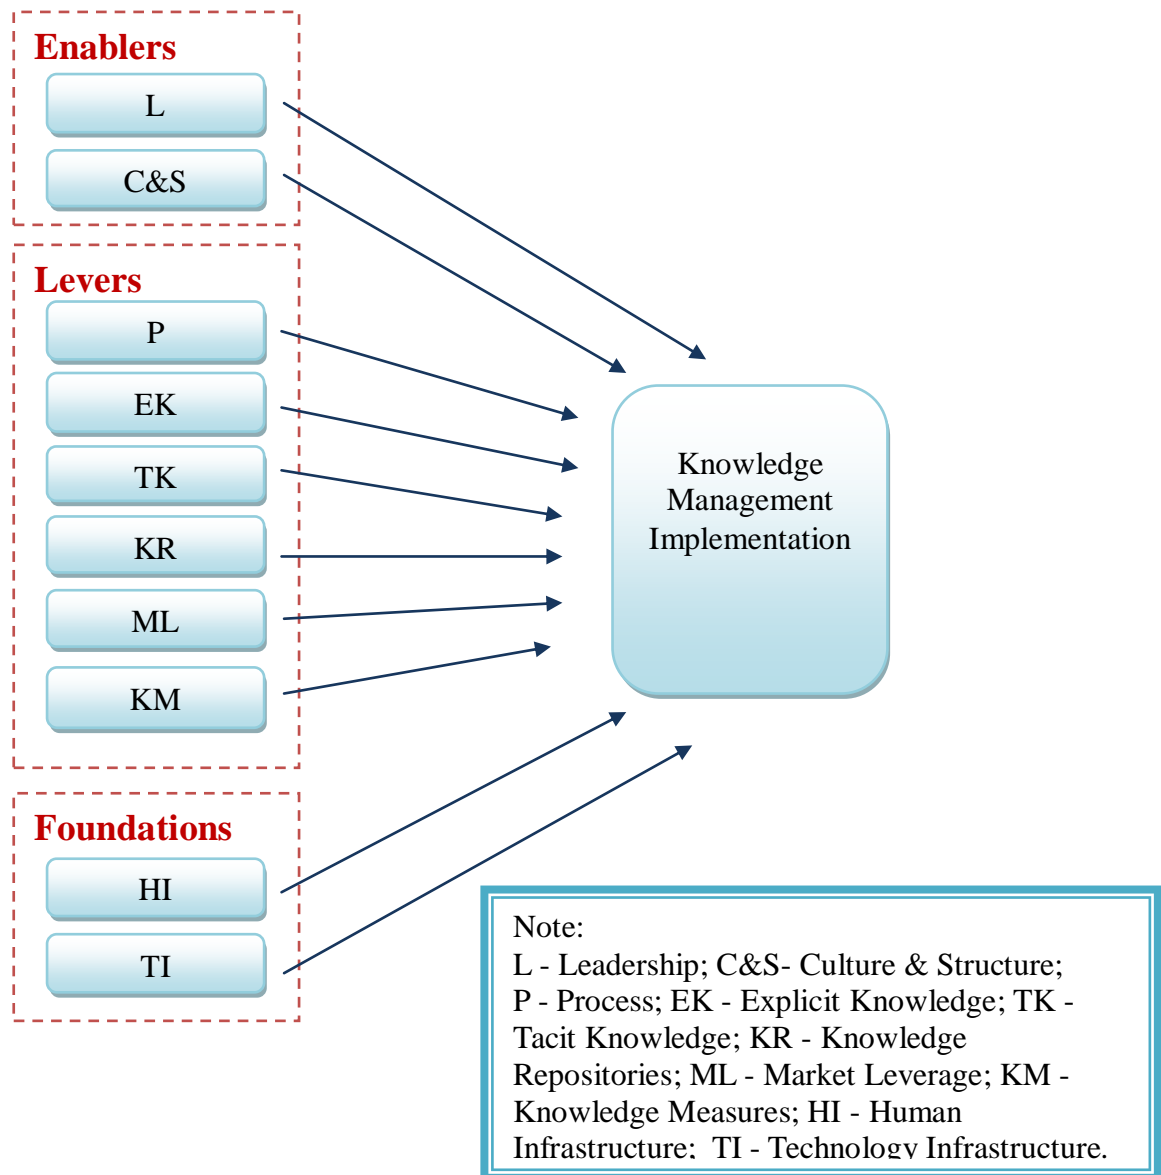 Enablers
L
C&S
Levers
P
EK
TK
KR
ML
KM
Foundations
HI
TI
Knowledge
Management
Implementation
Note:
L - Leadership; C&S- Culture & Structure;
P - Process; EK - Explicit Knowledge; TK -
Tacit Knowledge; KR - Knowledge
Repositories; ML - Market Leverage; KM -
Knowledge Measures; HI - Human
Infrastructure; TI - Technology Infrastructure.